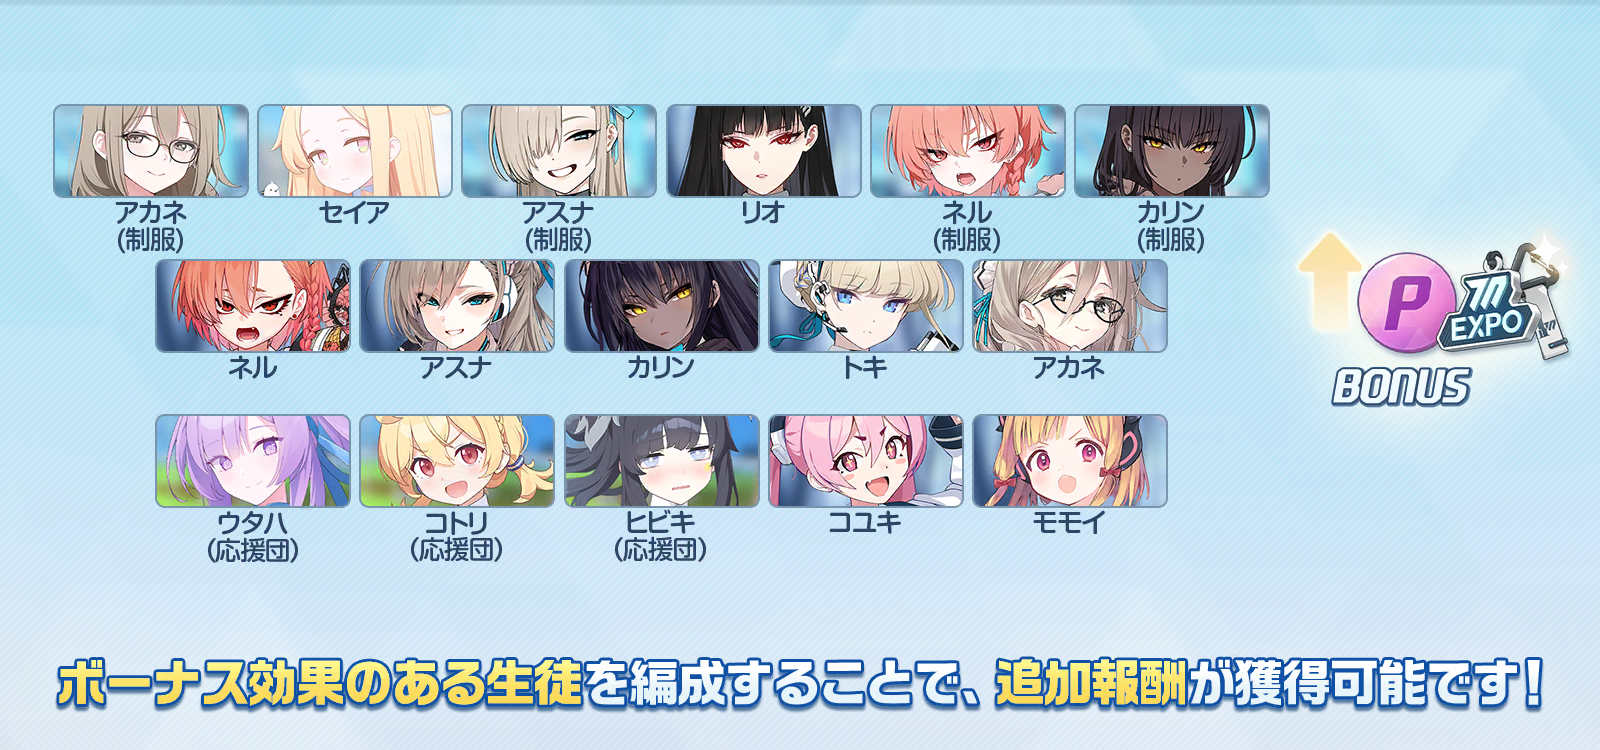 アカネ
(制服)
セイア
アスナ
(制服)
リオ
ネル
(制服)
カリン
(制服)
ネル
アスナ
カリン
トキ
アカネ
P
EXPO
BONUS
ウタハ
(応援団)
コトリ
(応援団)
ヒビキ
(応援団)
コユキ
モモイ
ボーナス効果のある生徒を編成することで、追加報酬が獲得可能です!